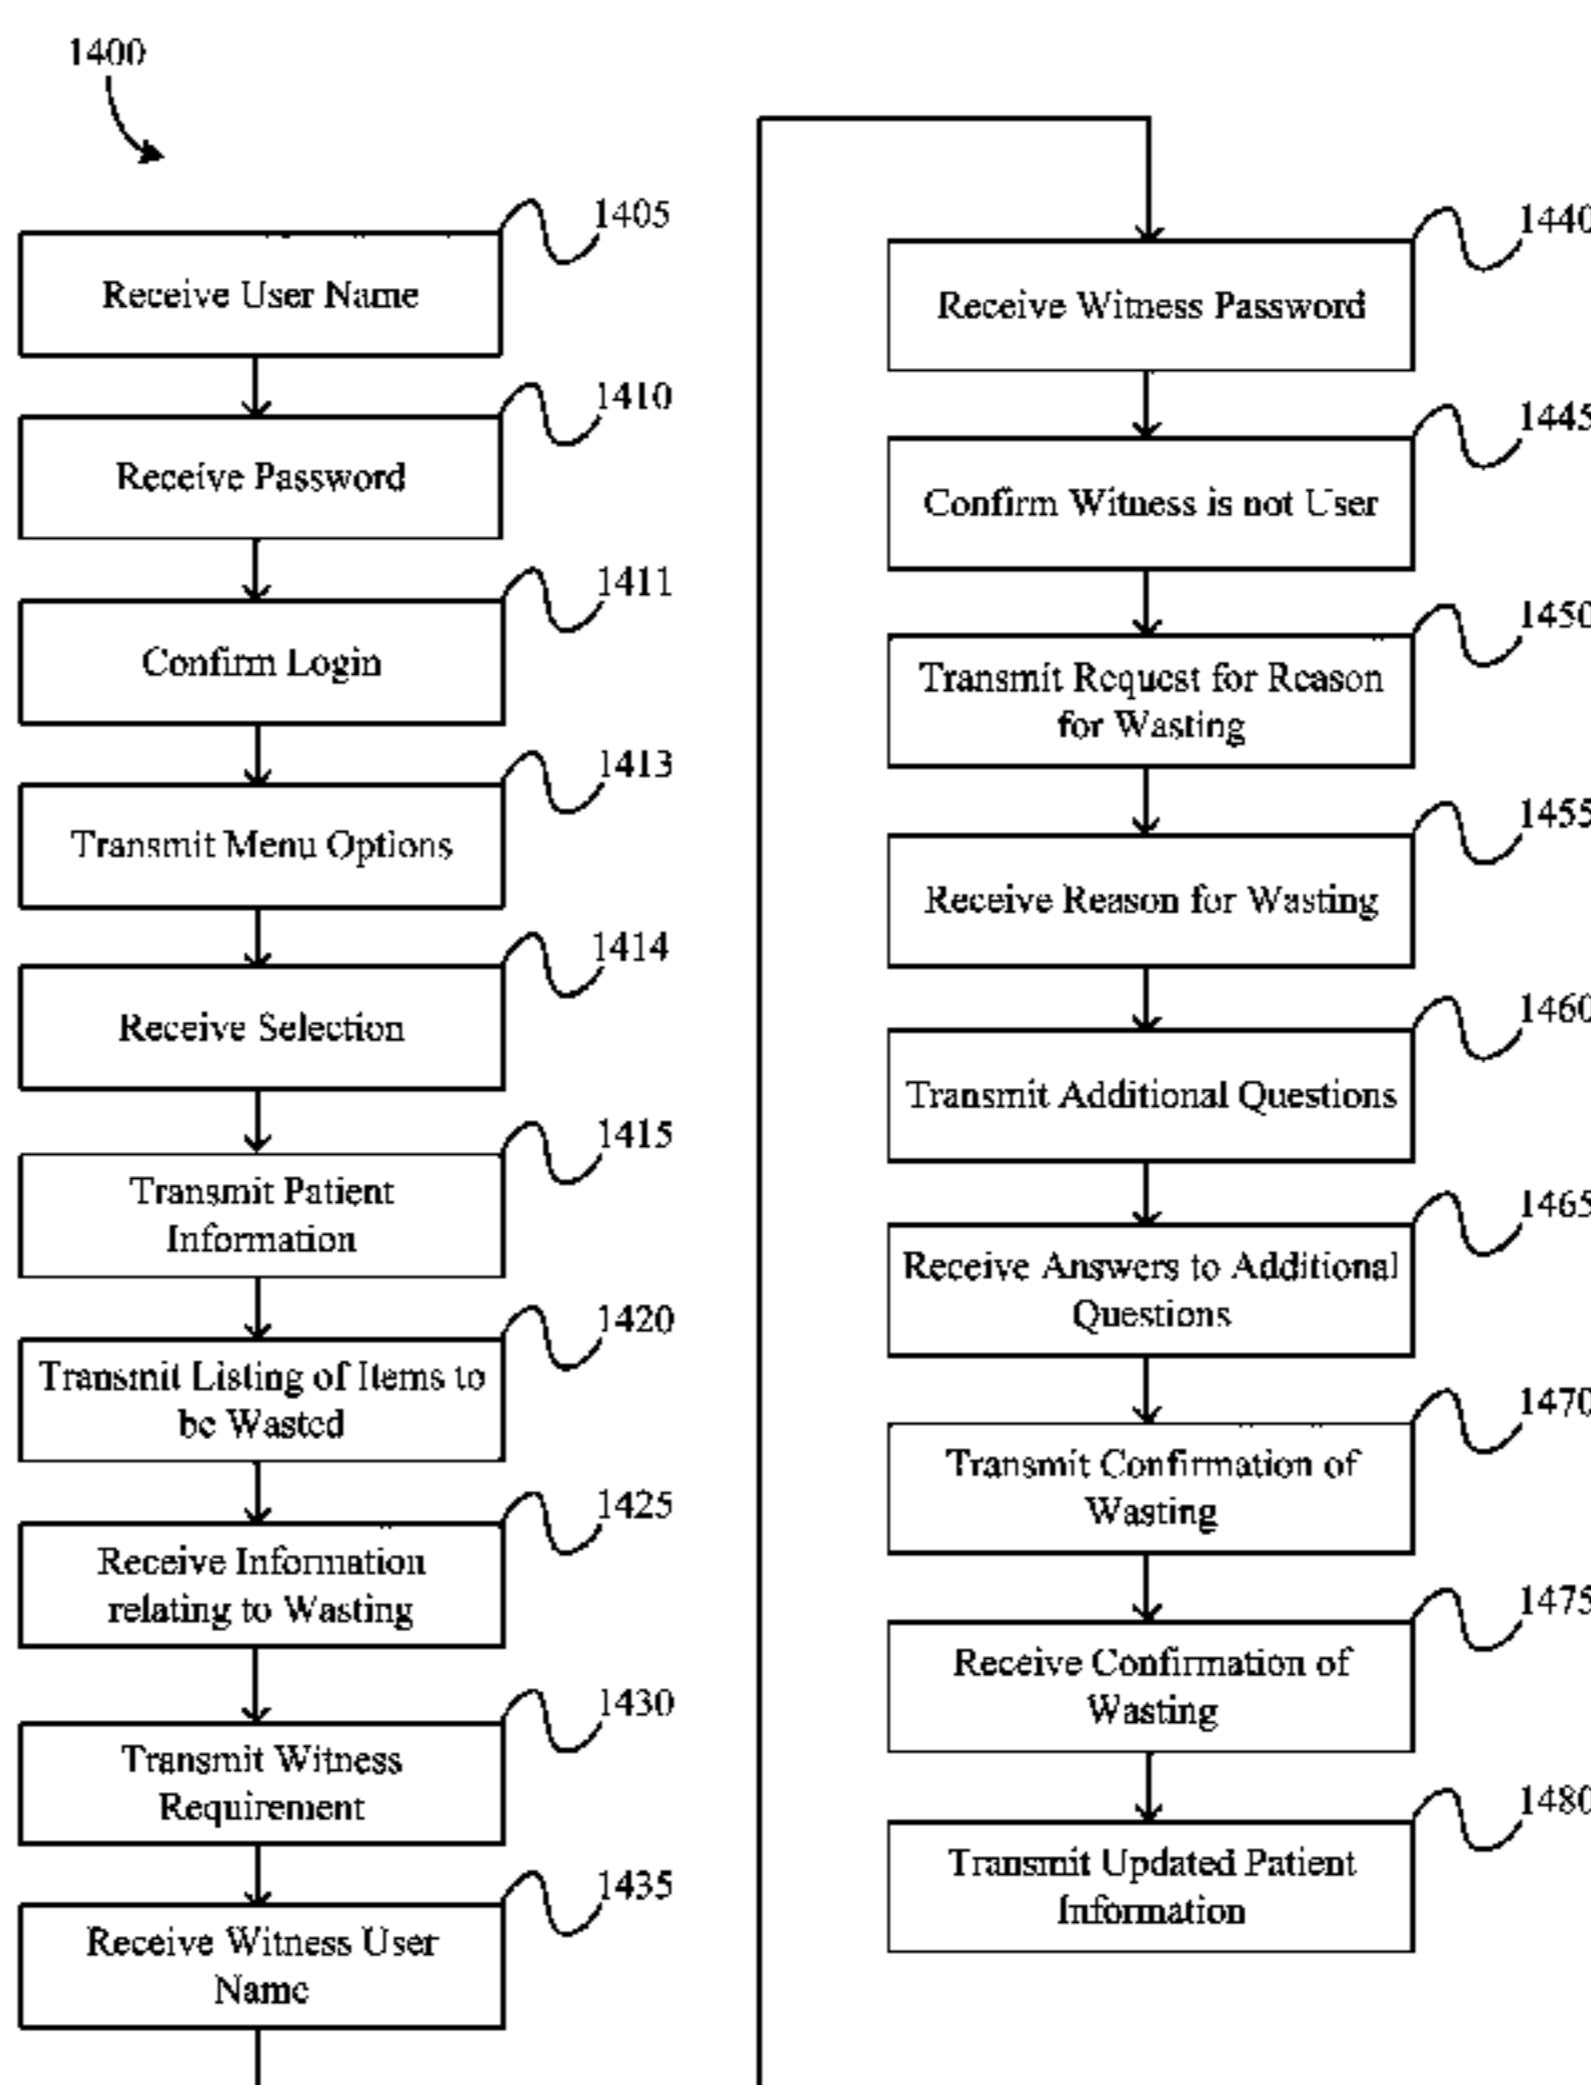 1400
1405
Receive User Name
1410
Receive Password
1411
Confirm Login
1413
Transmit Menu Options
1414
Receive Selection
1415
Transmit Patient
Information
1420
Transmit Listing of Items to
be Wasted
1425
Receive Information
relating to Wasting
1430
Transmit Witness
Requirement
1435
Receive Witness User
Name
1440
Receive Witness Password
1445
Confirm Witness is not User
1450
Transmit Request for Reason
for Wasting
1455
Receive Reason for Wasting
1460
Transmit Additional Questions
1465
Receive Answers to Additional
Questions
1470
Transmit Confirmation of
Wasting
1475
Receive Confirmation of
Wasting
1480
Transmit Updated Patient
Information